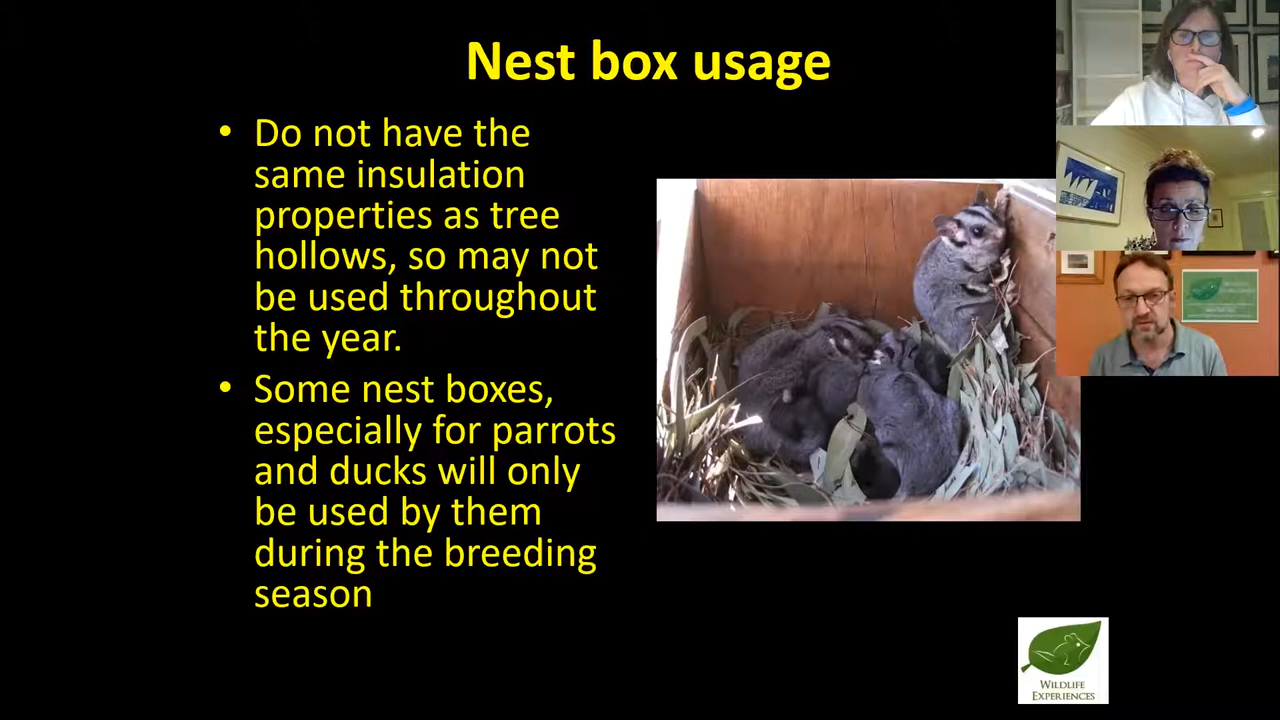 Nest box usage
• Do not have the
same insulation
properties as tree
hollows, so may not
be used throughout
the year.
• Some nest boxes,
especially for parrots
and ducks will only
be used by them
during the breeding
season
WILDLIFE
EXPERIENCES